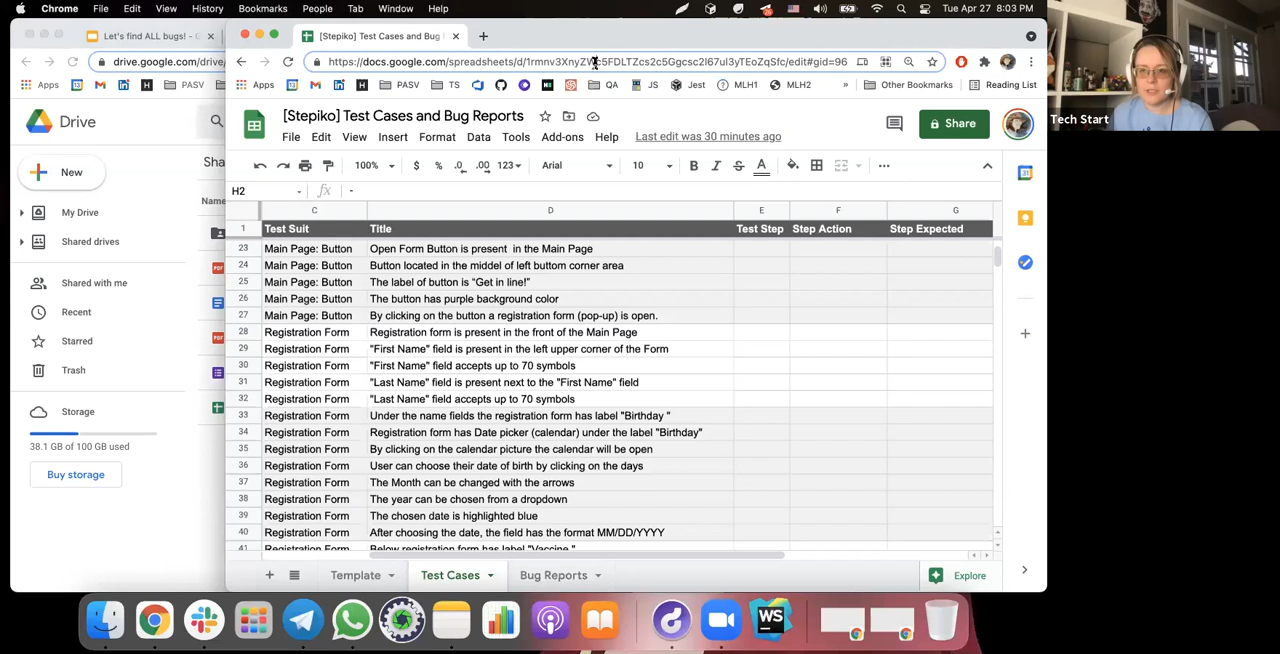 Chrome File Edit View History Bookmarks People Tab Window Help Tue Apr 27 8:03 PM
Let's find ALL bugs! - G
[Stepiko] Test Cases and Bug
drive.google.com/drive/
Apps PASV
Drive
New
My Drive
Shared drives
Shared with me
Recent
Starred
Trash
Storage
38.1 GB of 100 GB used
Buy storage
Sha
Name
Apps PASV TS QA JS Jest MLH1 MLH2 » Other Bookmarks Reading List
[Stepiko] Test Cases and Bug Reports
File Edit View Insert Format Data Tools Add-ons Help Last edit was 30 minutes ago
Share
100% $ % .0 .00 123 Arial 10 B I S A
H2 fx -
C D E F G
1 Test Suit Title Test Step Step Action Step Expected
23 Main Page: Button Open Form Button is present in the Main Page
24 Main Page: Button Button located in the middel of left buttom corner area
25 Main Page: Button The label of button is “Get in line!”
26 Main Page: Button The button has purple background color
27 Main Page: Button By clicking on the button a registration form (pop-up) is open.
28 Registration Form Registration form is present in the front of the Main Page
29 Registration Form "First Name" field is present in the left upper corner of the Form
30 Registration Form "First Name" field accepts up to 70 symbols
31 Registration Form "Last Name" field is present next to the "First Name" field
32 Registration Form "Last Name" field accepts up to 70 symbols
33 Registration Form Under the name fields the registration form has label "Birthday "
34 Registration Form Registration form has Date picker (calendar) under the label "Birthday"
35 Registration Form By clicking on the calendar picture the calendar will be open
36 Registration Form User can choose their date of birth by clicking on the days
37 Registration Form The Month can be changed with the arrows
38 Registration Form The year can be chosen from a dropdown
39 Registration Form The chosen date is highlighted blue
40 Registration Form After choosing the date, the field has the format MM/DD/YYYY
41 Registration Form Below registration form has label "Vaccine "
Template Test Cases Bug Reports Explore
Tech Start
WS